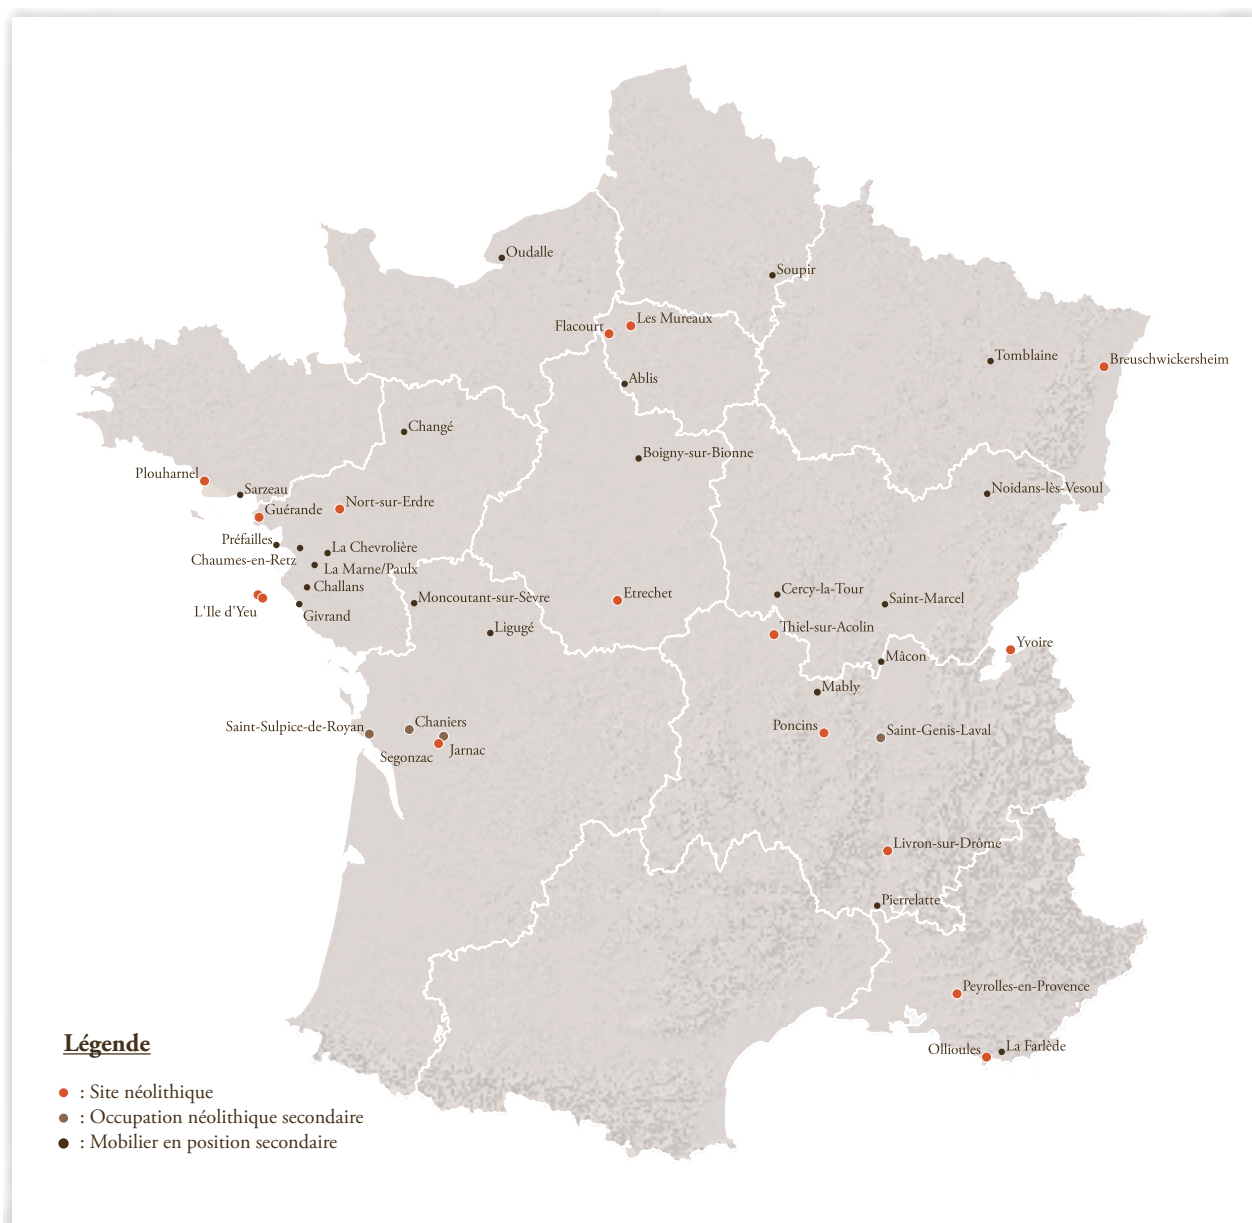 Oudalle
Soupir
Les Mureaux
Flacourt
Tomblaine
Breuschwickersheim
Ablis
Changé
Boigny-sur-Bionne
Plouharnel
Sarzeau
Noidans-lès-Vesoul
Nort-sur-Erdre
Guérande
Préfailles
La Chevrolière
Chaumes-en-Retz
La Marne/Paulx
Challans
Cercy-la-Tour
Etrechet
Moncoutant-sur-Sèvre
Saint-Marcel
L'Ile d'Yeu
Givrand
Ligugé
Thiel-sur-Acolin
Yvoire
Mâcon
Mably
Chaniers
Saint-Sulpice-de-Royan
Poncins
Saint-Genis-Laval
Jarnac
Segonzac
Livron-sur-Drôme
Pierrelatte
Peyrolles-en-Provence
Ollioules
La Farlède
Légende
: Site néolithique
: Occupation néolithique secondaire
: Mobilier en position secondaire